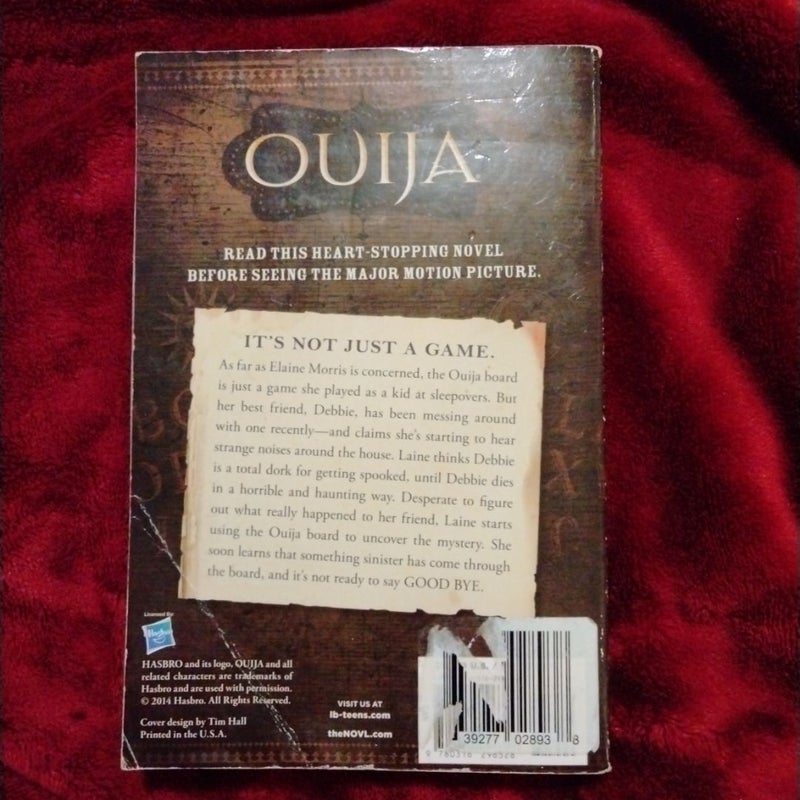 OUIJA
READ THIS HEART-STOPPING NOVEL
BEFORE SEEING THE MAJOR MOTION PICTURE.
IT'S NOT JUST A GAME.
As far as Elaine Morris is concerned, the Ouija board
is just a game she played as a kid at sleepovers. But
her best friend, Debbie, has been messing around
with one recently—and claims she's starting to hear
strange noises around the house. Laine thinks Debbie
is a total dork for getting spooked, until Debbie dies
in a horrible and haunting way. Desperate to figure
out what really happened to her friend, Laine starts
using the Ouija board to uncover the mystery. She
soon learns that something sinister has come through
the board, and it's not ready to say GOOD BYE.
Licensed By:
Hasbro
HASBRO and its logo, OUIJA and all
related characters are trademarks of
Hasbro and are used with permission.
© 2014 Hasbro. All Rights Reserved.
Cover design by Tim Hall
Printed in the U.S.A.
VISIT US AT
lb-teens.com
theNOVL.com
39277 02893 8